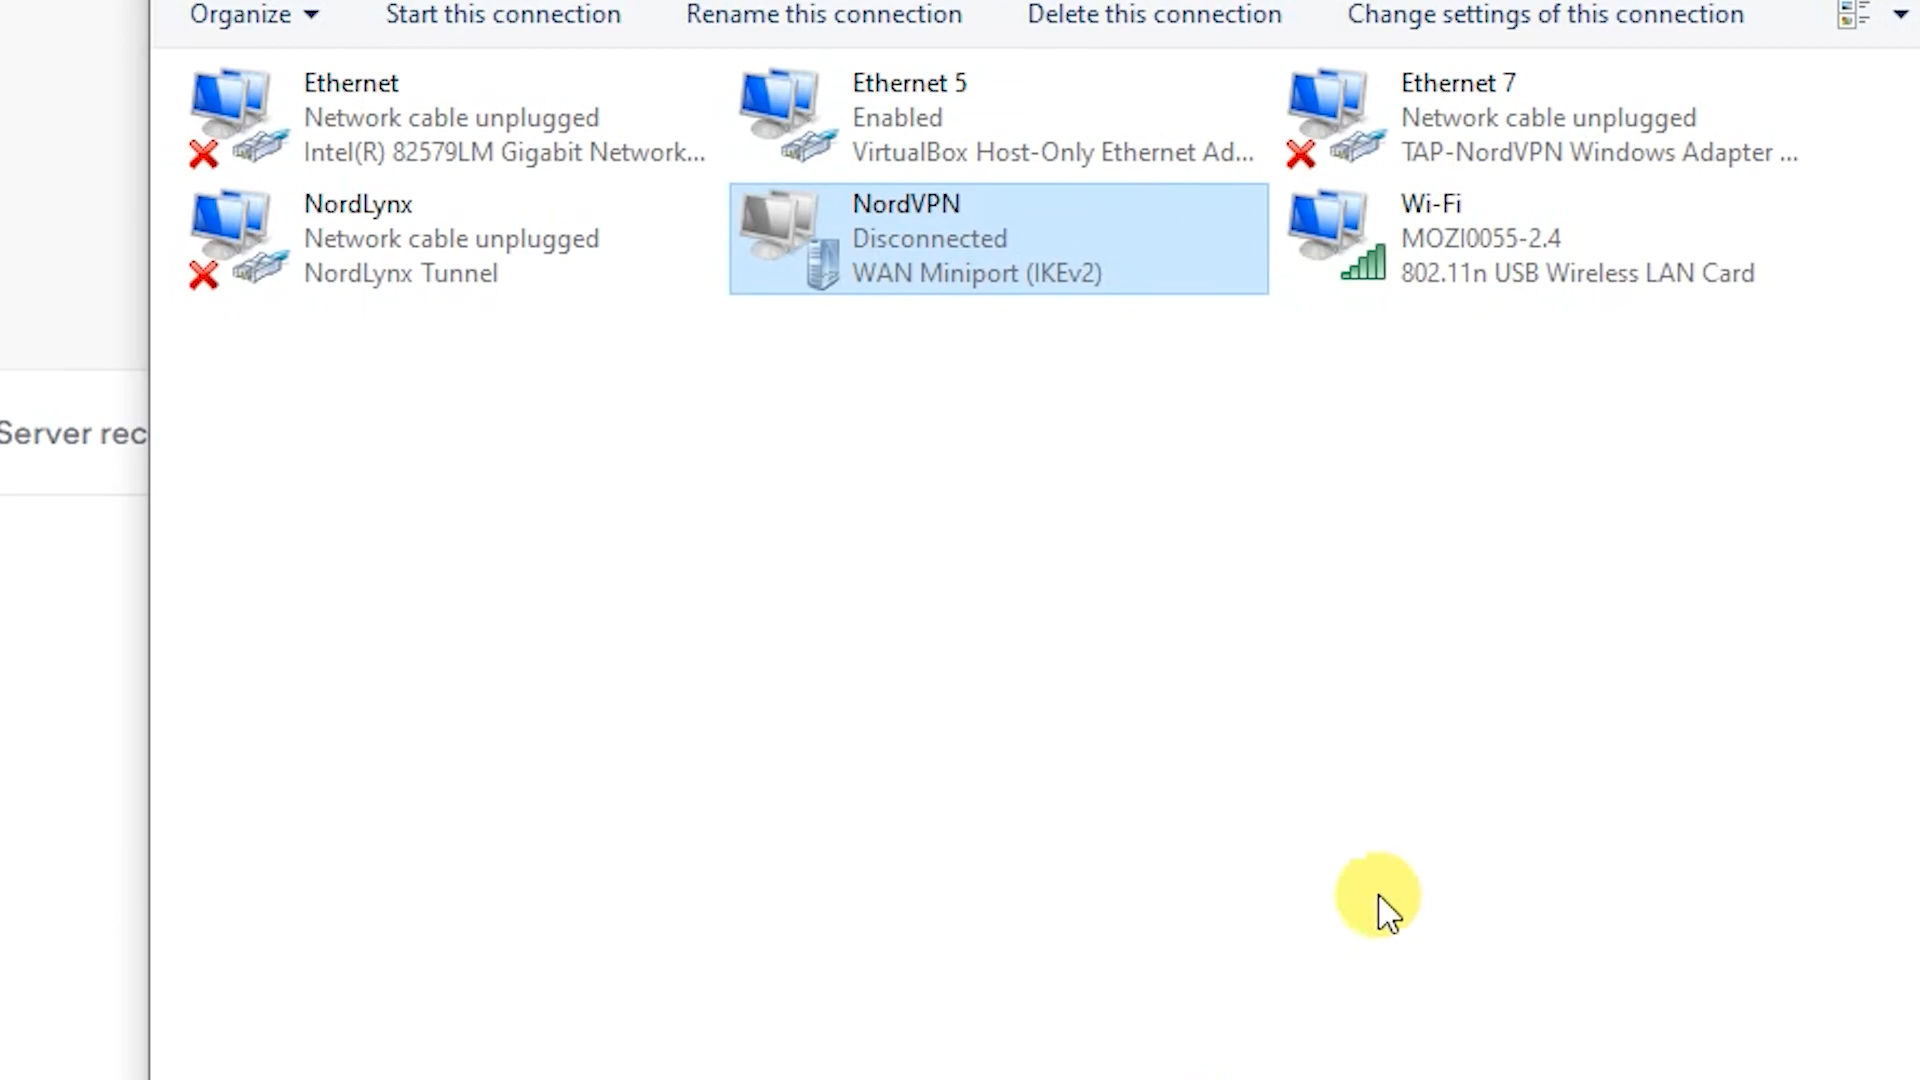 Organize
Start this connection
Rename this connection
Delete this connection
Change settings of this connection
Ethernet
Network cable unplugged
Intel(R) 82579LM Gigabit Network...
Ethernet 5
Enabled
VirtualBox Host-Only Ethernet Ad...
Ethernet 7
Network cable unplugged
TAP-NordVPN Windows Adapter ...
NordLynx
Network cable unplugged
NordLynx Tunnel
NordVPN
Disconnected
WAN Miniport (IKEv2)
Wi-Fi
MOZI0055-2.4
802.11n USB Wireless LAN Card
Server rec